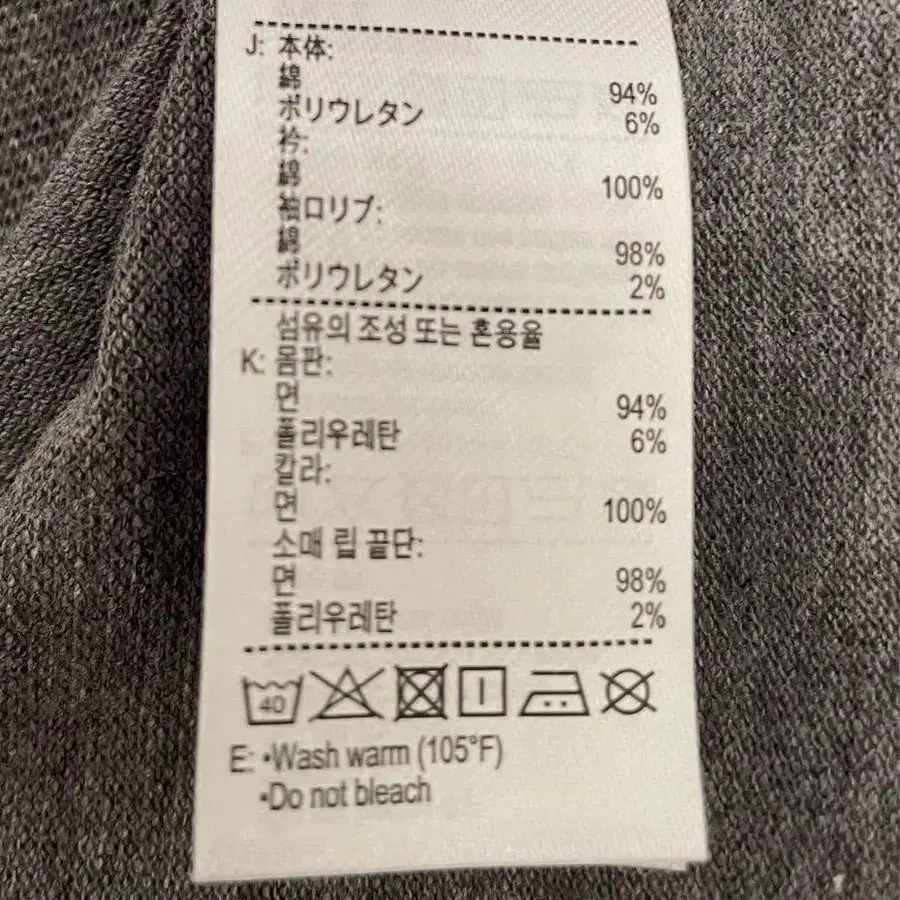 J: 本体:
綿 94%
ポリウレタン 6%
衿:
綿 100%
袖口リブ:
綿 98%
ポリウレタン 2%
섬유의 조성 또는 혼용율
K: 몸판:
면 94%
폴리우레탄 6%
칼라:
면 100%
소매 립 끝단:
면 98%
폴리우레탄 2%
40
E: •Wash warm (105°F)
•Do not bleach